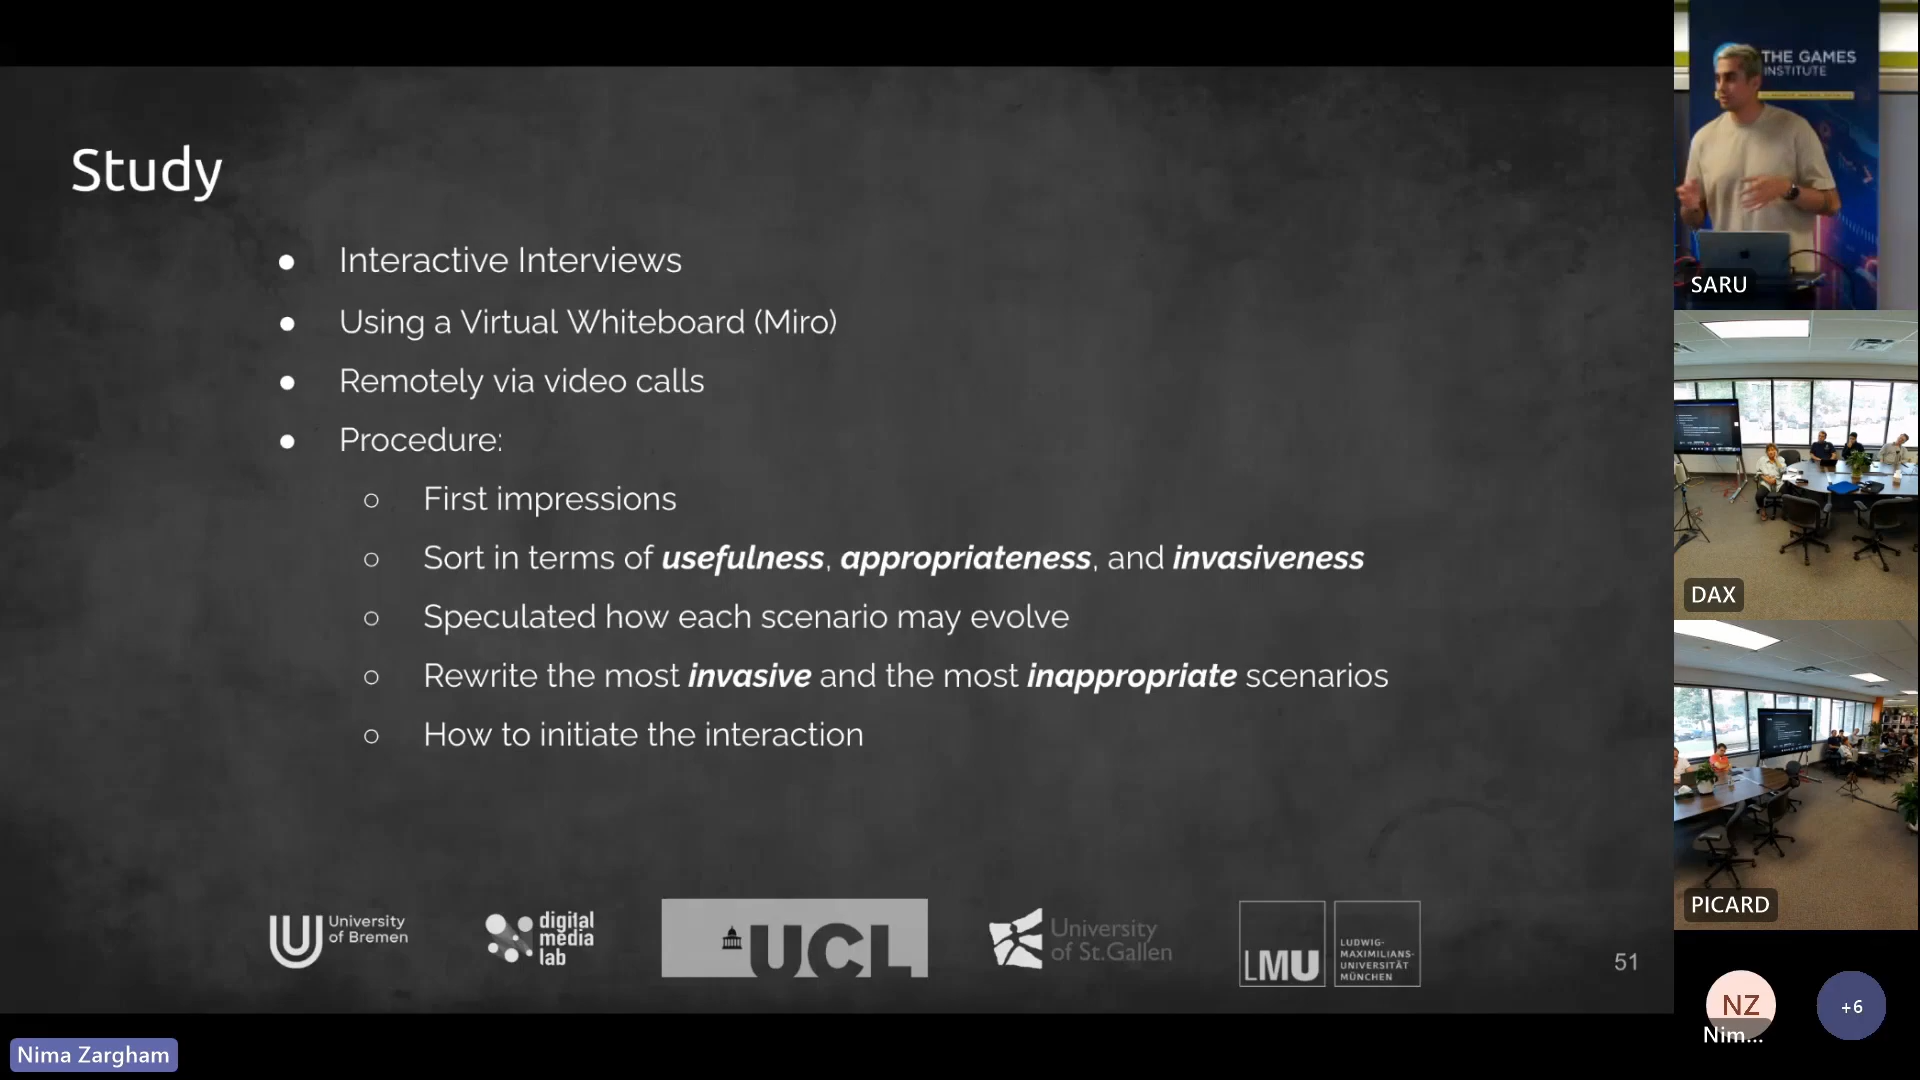 Study
Interactive Interviews
Using a Virtual Whiteboard (Miro)
Remotely via video calls
Procedure:
First impressions
Sort in terms of usefulness, appropriateness, and invasiveness
Speculated how each scenario may evolve
Rewrite the most invasive and the most inappropriate scenarios
How to initiate the interaction
University
of Bremen
digital
media
lab
UCL
University
of St.Gallen
LMU
LUDWIG-
MAXIMILIANS-
UNIVERSITÄT
MÜNCHEN
51
Nima Zargham
THE GAMES
INSTITUTE
SARU
DAX
PICARD
NZ
Nim...
+6